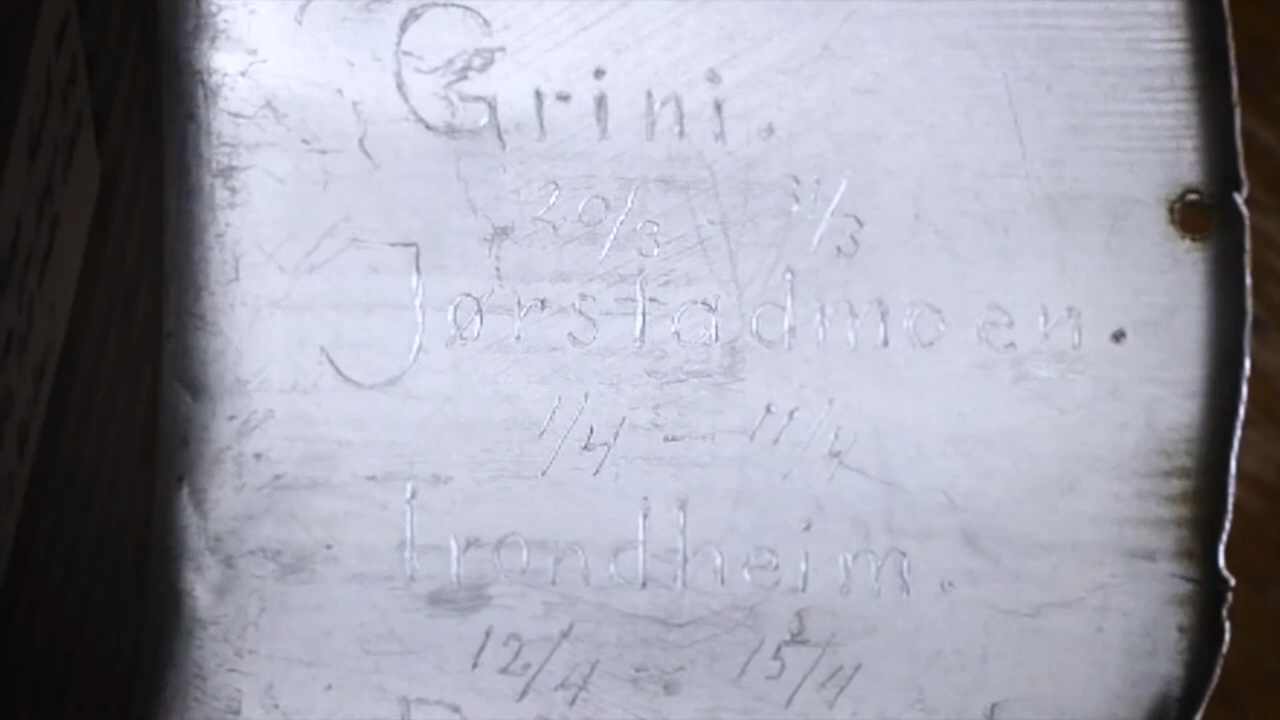 Grini.
20/3 - 31/3
Jørstadmoen.
1/4 - 11/4
Trondheim.
12/4 - 15/4